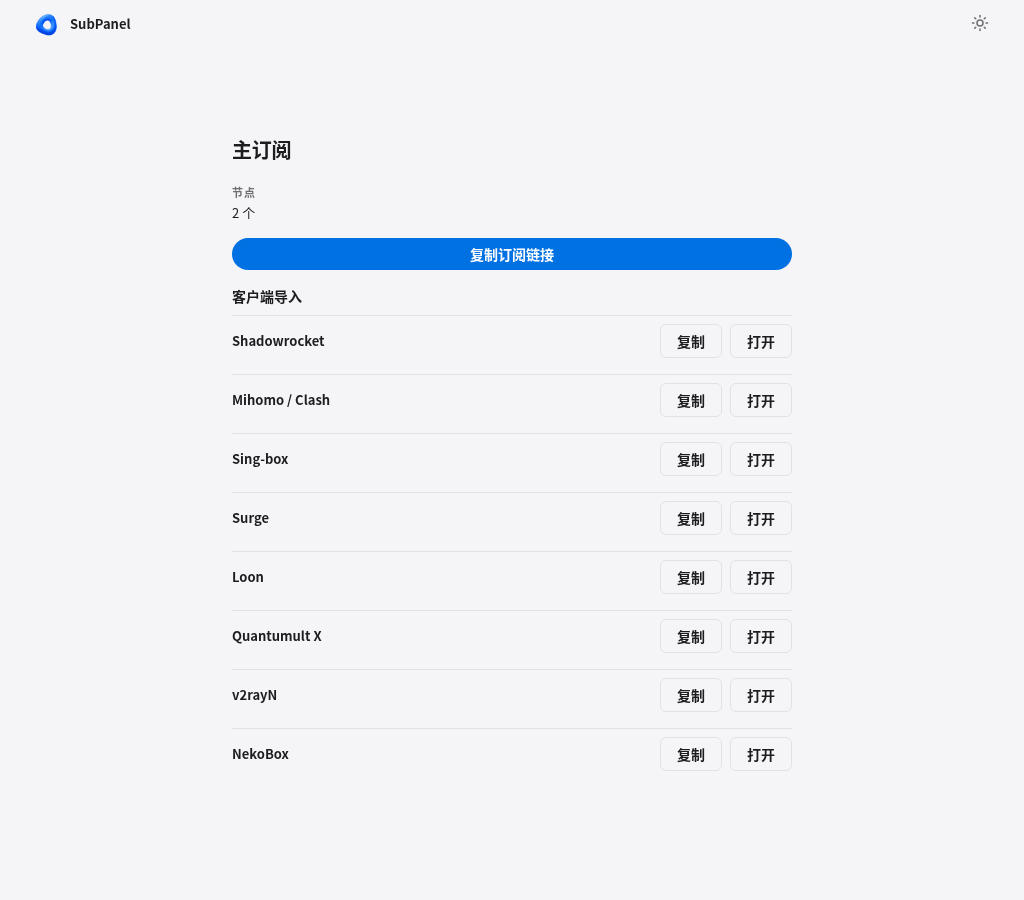 SubPanel
主订阅
节点
2 个
复制订阅链接
客户端导入
Shadowrocket 复制 打开
Mihomo / Clash 复制 打开
Sing-box 复制 打开
Surge 复制 打开
Loon 复制 打开
Quantumult X 复制 打开
v2rayN 复制 打开
NekoBox 复制 打开